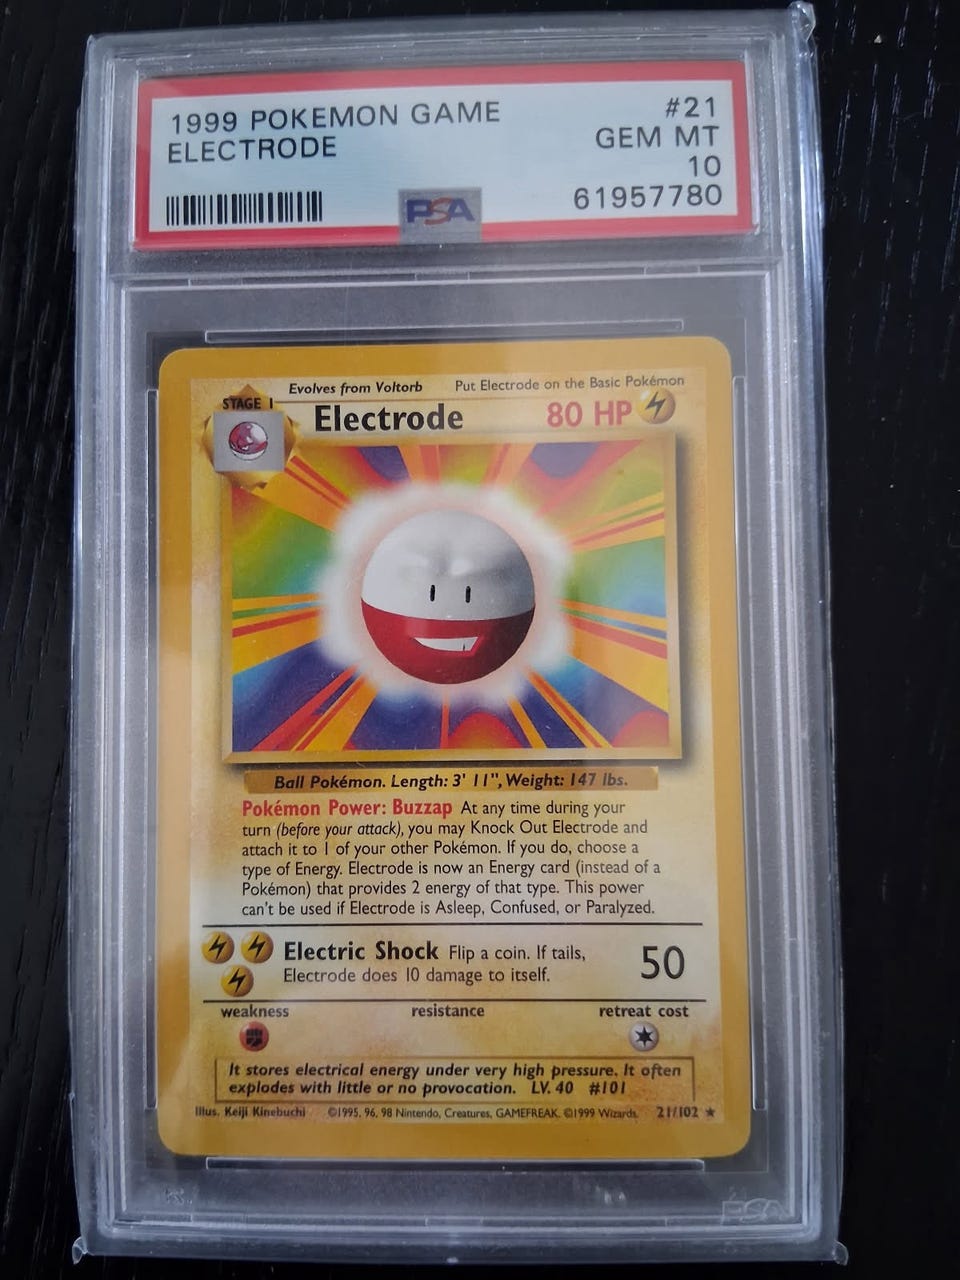 1999 POKEMON GAME #21
ELECTRODE GEM MT
10
PSA 61957780
Evolves from Voltorb Put Electrode on the Basic Pokémon
STAGE 1
Electrode 80 HP
Ball Pokémon. Length: 3' 11", Weight: 147 lbs.
Pokémon Power: Buzzap At any time during your
turn (before your attack), you may Knock Out Electrode and
attach it to 1 of your other Pokémon. If you do, choose a
type of Energy. Electrode is now an Energy card (instead of a
Pokémon) that provides 2 energy of that type. This power
can't be used if Electrode is Asleep, Confused, or Paralyzed.
Electric Shock Flip a coin. If tails,
Electrode does 10 damage to itself. 50
weakness resistance retreat cost
It stores electrical energy under very high pressure. It often
explodes with little or no provocation. LV. 40 #101
Illus. Keiji Kinebuchi ©1995, 96, 98 Nintendo, Creatures, GAMEFREAK. ©1999 Wizards. 21/102 ★
PSA